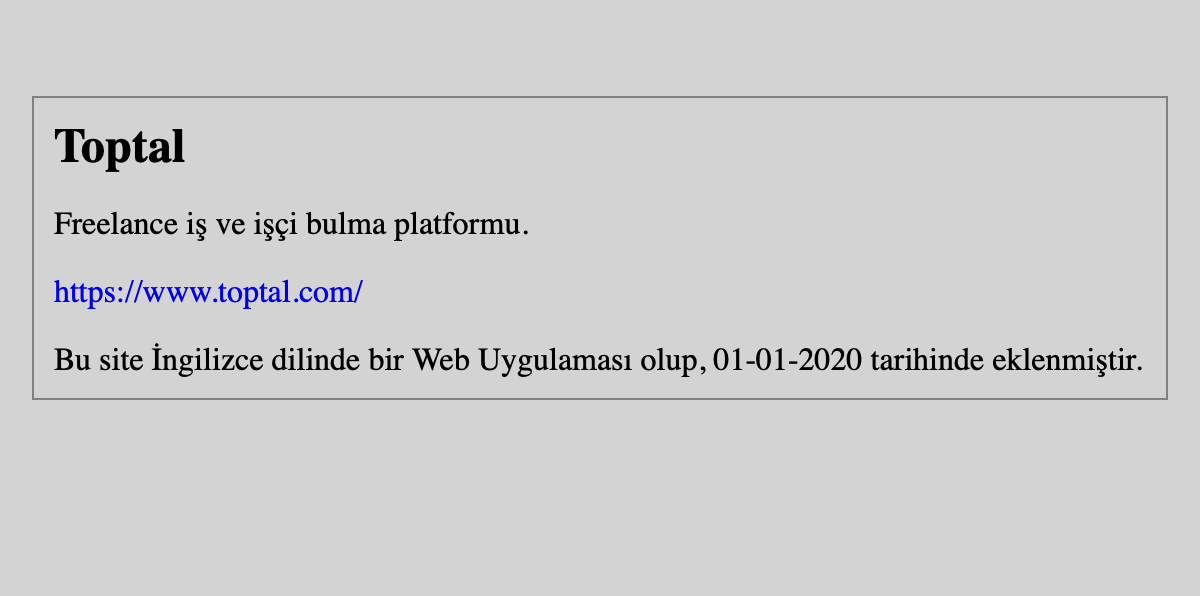 Toptal
Freelance iş ve işçi bulma platformu.
https://www.toptal.com/
Bu site İngilizce dilinde bir Web Uygulaması olup, 01-01-2020 tarihinde eklenmiştir.